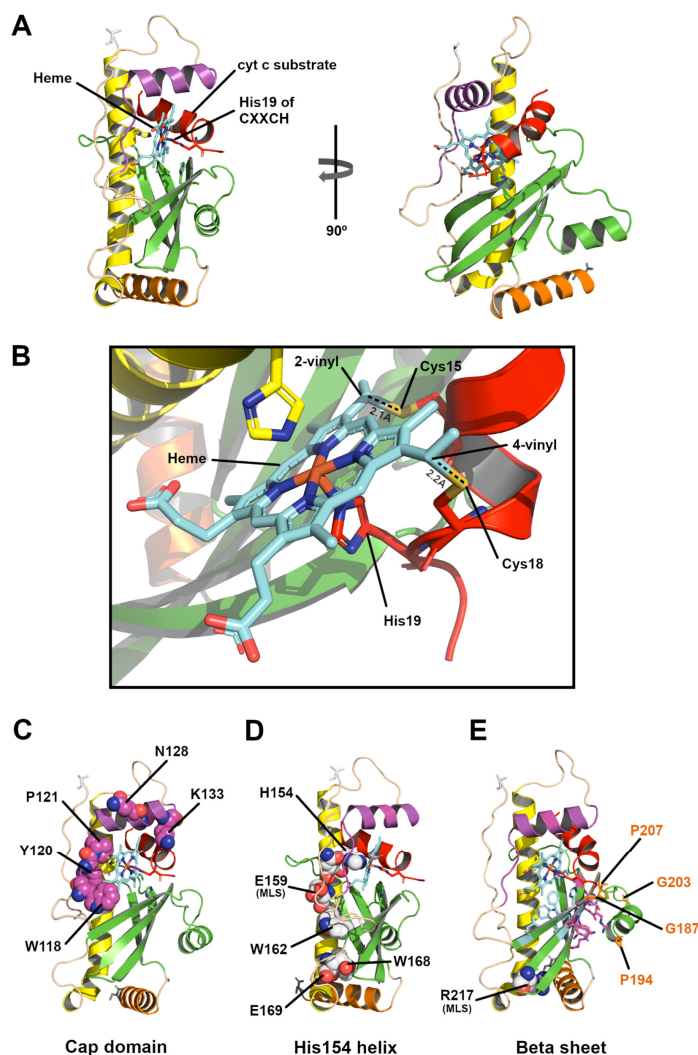 A
Heme
cyt c substrate
His19 of
CXXCH
90º
B
2-vinyl
Cys15
2.1A
Heme
4-vinyl
2.2A
His19
Cys18
C
N128
P121
K133
Y120
W118
Cap domain
D
H154
E159
(MLS)
W162
W168
E169
His154 helix
E
P207
G203
G187
P194
R217
(MLS)
Beta sheet